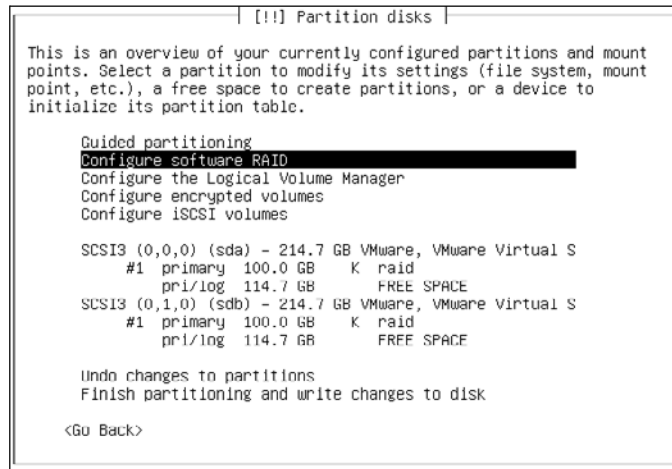 [!!] Partition disks
This is an overview of your currently configured partitions and mount
points. Select a partition to modify its settings (file system, mount
point, etc.), a free space to create partitions, or a device to
initialize its partition table.
Guided partitioning
Configure software RAID
Configure the Logical Volume Manager
Configure encrypted volumes
Configure iSCSI volumes
SCSI3 (0,0,0) (sda) - 214.7 GB VMware, VMware Virtual S
#1 primary 100.0 GB K raid
pri/log 114.7 GB FREE SPACE
SCSI3 (0,1,0) (sdb) - 214.7 GB VMware, VMware Virtual S
#1 primary 100.0 GB K raid
pri/log 114.7 GB FREE SPACE
Undo changes to partitions
Finish partitioning and write changes to disk
<Go Back>